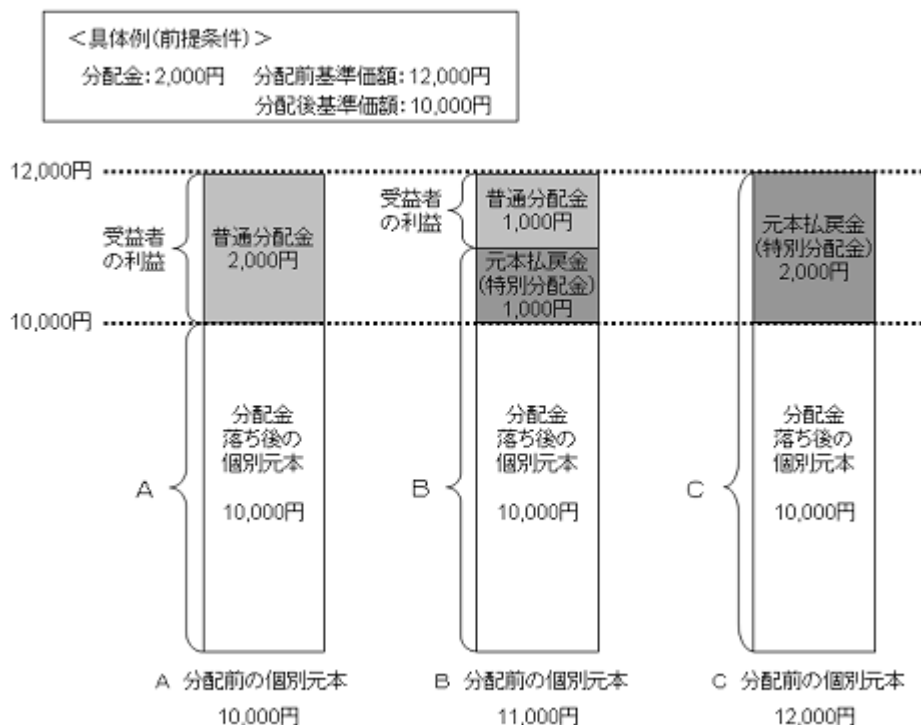 ＜具体例(前提条件)＞
分配金：2,000円　分配前基準価額：12,000円
分配後基準価額：10,000円
12,000円
受益者
の利益
普通分配金
2,000円
受益者
の利益
普通分配金
1,000円
元本払戻金
(特別分配金)
1,000円
元本払戻金
(特別分配金)
2,000円
10,000円
A
分配金
落ち後の
個別元本
10,000円
B
分配金
落ち後の
個別元本
10,000円
C
分配金
落ち後の
個別元本
10,000円
A 分配前の個別元本
10,000円
B 分配前の個別元本
11,000円
C 分配前の個別元本
12,000円